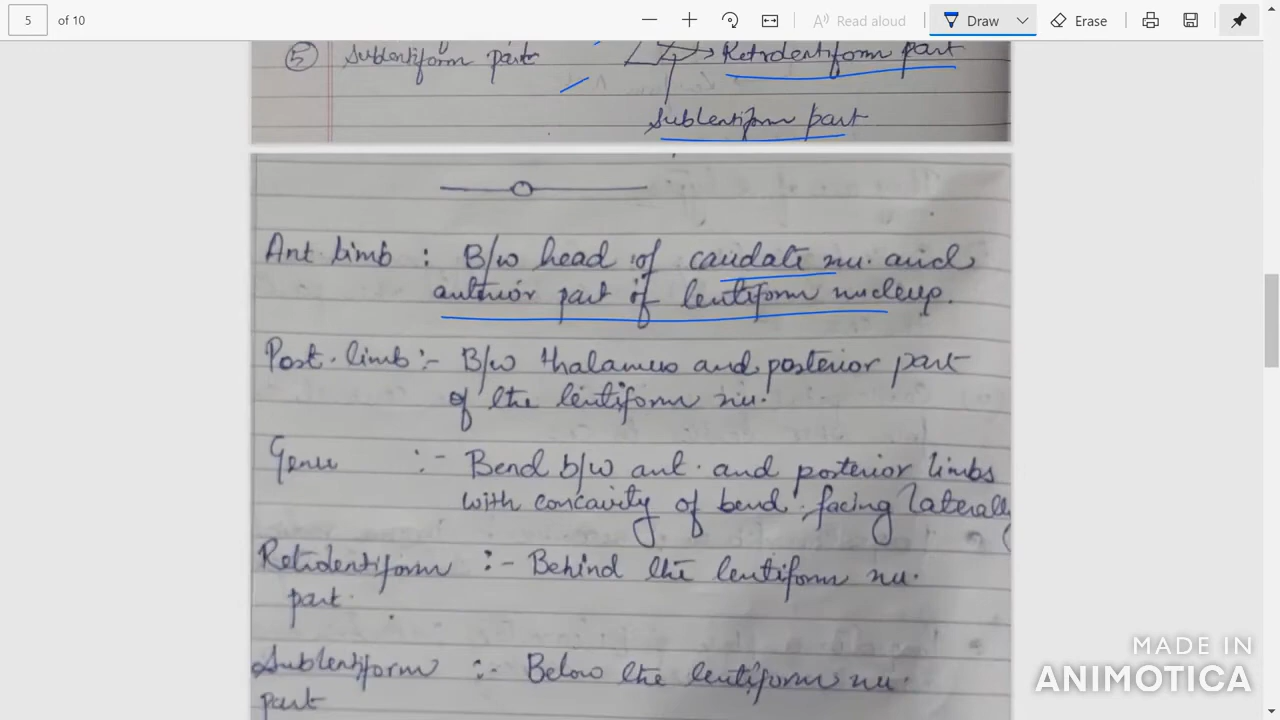 5 of 10 Read aloud Draw Erase
5 Sublentiform part Retrolentiform part
Sublentiform part
Ant. limb : B/w head of caudate nu. and
anterior part of lentiform nucleus.
Post. limb :- B/w thalamus and posterior part
of the lentiform nu.
Genu :- Bend b/w ant. and posterior limbs
with concavity of bend facing laterally
Retrolentiform :- Behind the lentiform nu.
part.
Sublentiform :- Below the lentiform nu.
part
MADE IN
ANIMOTICA